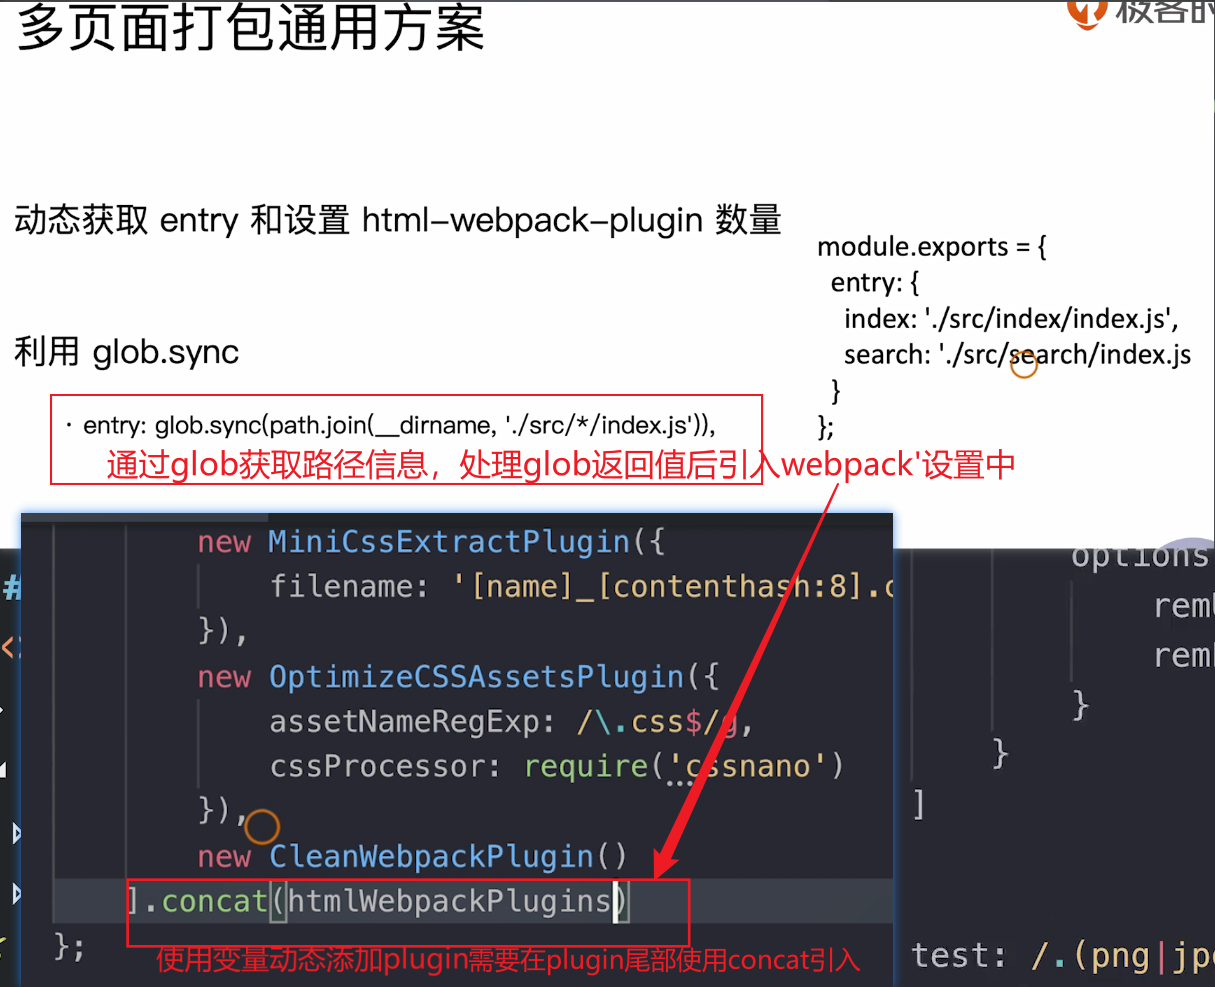 多页面打包通用方案
极客时
动态获取 entry 和设置 html-webpack-plugin 数量
module.exports = {
entry: {
index: './src/index/index.js',
search: './src/search/index.js
}
};
利用 glob.sync
· entry: glob.sync(path.join(__dirname, './src/*/index.js')),
通过glob获取路径信息，处理glob返回值后引入webpack'设置中
new MiniCssExtractPlugin({
filename: '[name]_[contenthash:8].c
}),
new OptimizeCSSAssetsPlugin({
assetNameRegExp: /\.css$/g,
cssProcessor: require('cssnano')
}),
new CleanWebpackPlugin()
].concat(htmlWebpackPlugins)
};
使用变量动态添加plugin需要在plugin尾部使用concat引入
#
<
options
rem
rem
}
}
]
test: /.(png|jp